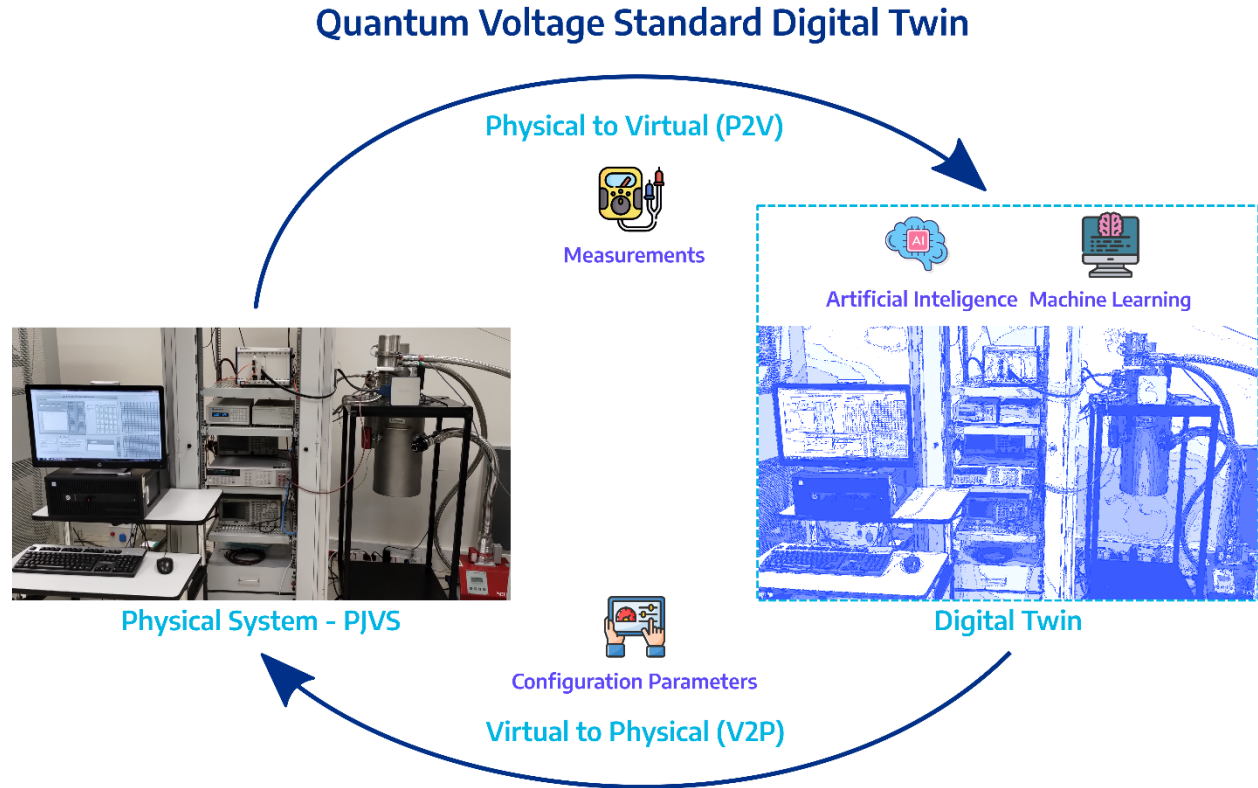 Quantum Voltage Standard Digital Twin
Physical to Virtual (P2V)
Measurements
AI
Artificial Inteligence
Machine Learning
Physical System - PJVS
Digital Twin
Configuration Parameters
Virtual to Physical (V2P)